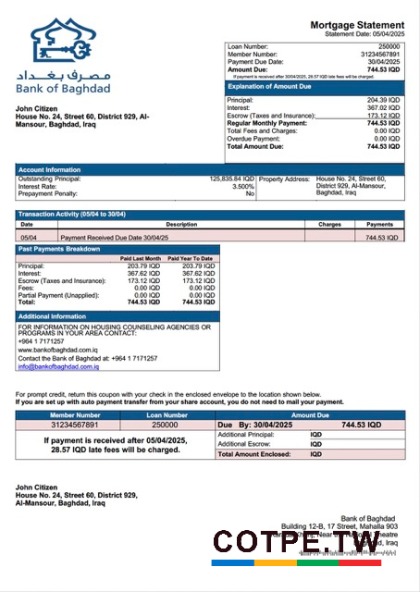 Mortgage Statement
Statement Date: 05/04/2025
مصرف بغداد
Bank of Baghdad
Loan Number: 250000
Member Number: 31234567891
Payment Due Date: 30/04/2025
Amount Due: 744.53 IQD
If payment is received after 30/04/2025, 29.57 IQD late fees will be charged.
John Citizen
House No. 24, Street 60, District 929, Al-
Mansour, Baghdad, Iraq
Explanation of Amount Due
Principal: 204.39 IQD
Interest: 367.02 IQD
Escrow (Taxes and Insurance): 173.12 IQD
Regular Monthly Payment: 744.53 IQD
Total Fees and Charges: 0.00 IQD
Overdue Payment: 0.00 IQD
Total Amount Due: 744.53 IQD
Account Information
Outstanding Principal: 125,835.64 IQD
Interest Rate: 3.500%
Prepayment Penalty: No
Property Address: House No. 24, Street 60,
District 929, Al-Mansour,
Baghdad, Iraq
Transaction Activity (05/04 to 30/04)
Date Description Charges Payments
05/04 Payment Received Due Date 30/04/25 744.53 IQD
Past Payments Breakdown
Paid Last Month Paid Year To Date
Principal: 203.79 IQD 203.79 IQD
Interest: 367.62 IQD 367.62 IQD
Escrow (Taxes and Insurance): 173.12 IQD 173.12 IQD
Fees: 0.00 IQD 0.00 IQD
Partial Payment (Unapplied): 0.00 IQD 0.00 IQD
Total: 744.53 IQD 744.53 IQD
Additional Information
FOR INFORMATION ON HOUSING COUNSELING AGENCIES OR
PROGRAMS IN YOUR AREA CONTACT:
+964 1 7171257
www.bankofbaghdad.com.iq
Contact the Bank of Baghdad at: +964 1 7171257
info@bankofbaghdad.com.iq
For prompt credit, return this coupon with your check in the enclosed envelope to the location shown below.
If you are set up with auto payment transfer from your share account, you do not need to mail your payment.
Member Number Loan Number Amount Due
31234567891 250000 Due By: 30/04/2025 744.53 IQD
If payment is received after 05/04/2025,
28.57 IQD late fees will be charged.
Additional Principal: IQD
Additional Escrow: IQD
Total Amount Enclosed: IQD
John Citizen
House No. 24, Street 60, District 929,
Al-Mansour, Baghdad, Iraq
Bank of Baghdad
Building 12-B, 17 Street, Mahalla 903
Near Theatre
Iraq
COTPE.TW